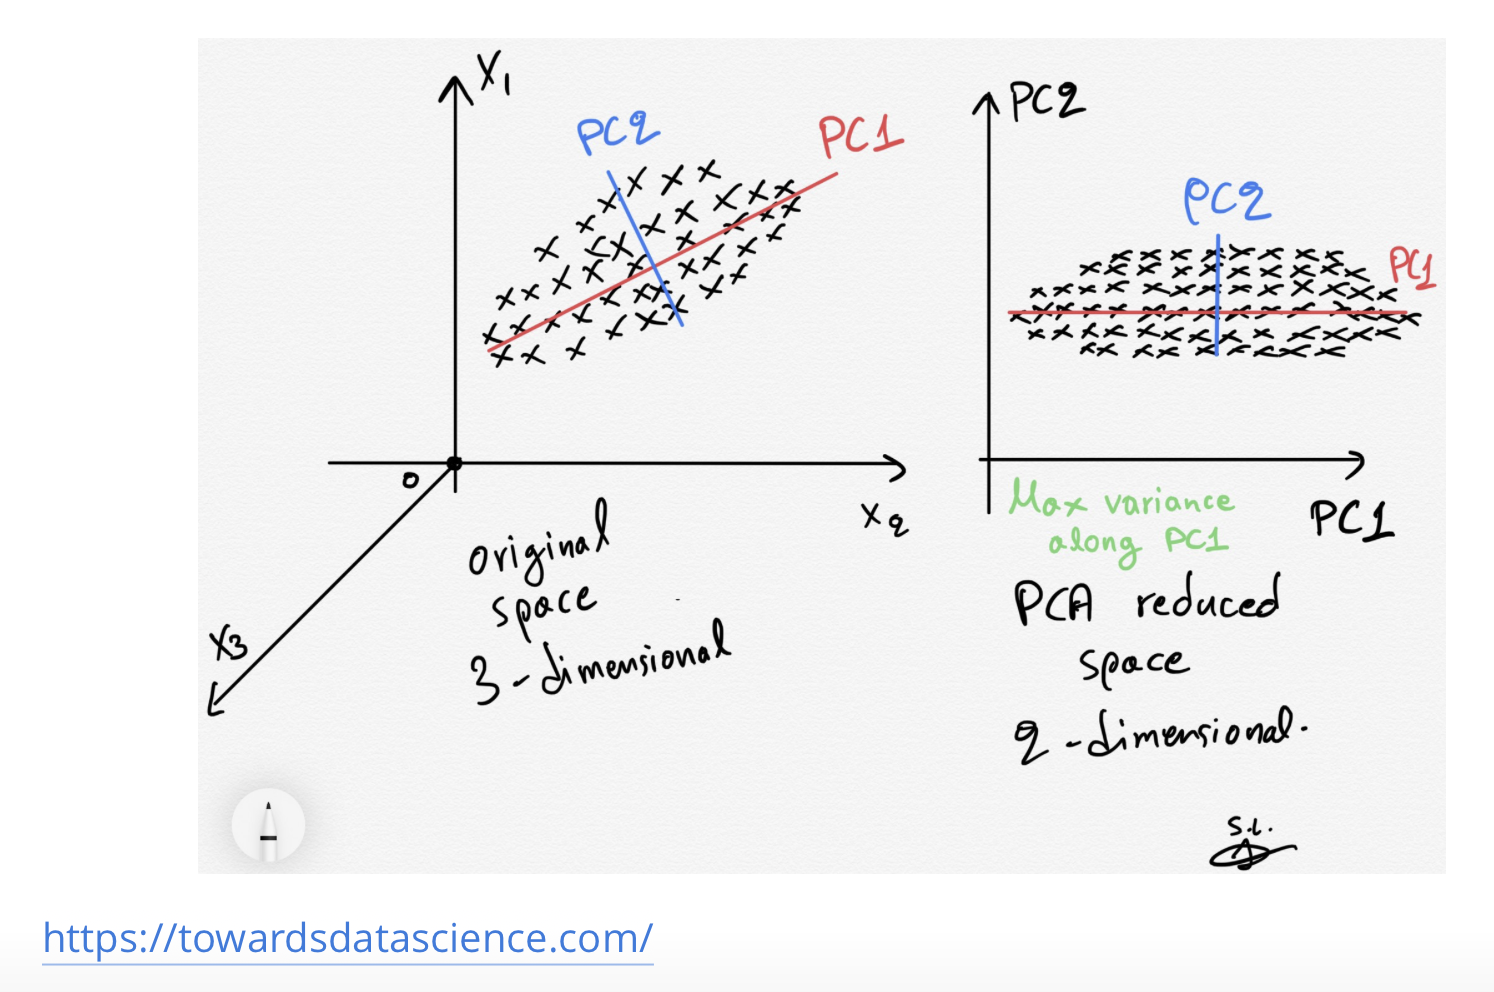 X1
PC2
PC1
0
X2
X3
original
space
3-dimensional
PC2
PC2
PC1
PC1
Max variance
along PC1
PCA reduced
space
2-dimensional.
S.L.
https://towardsdatascience.com/